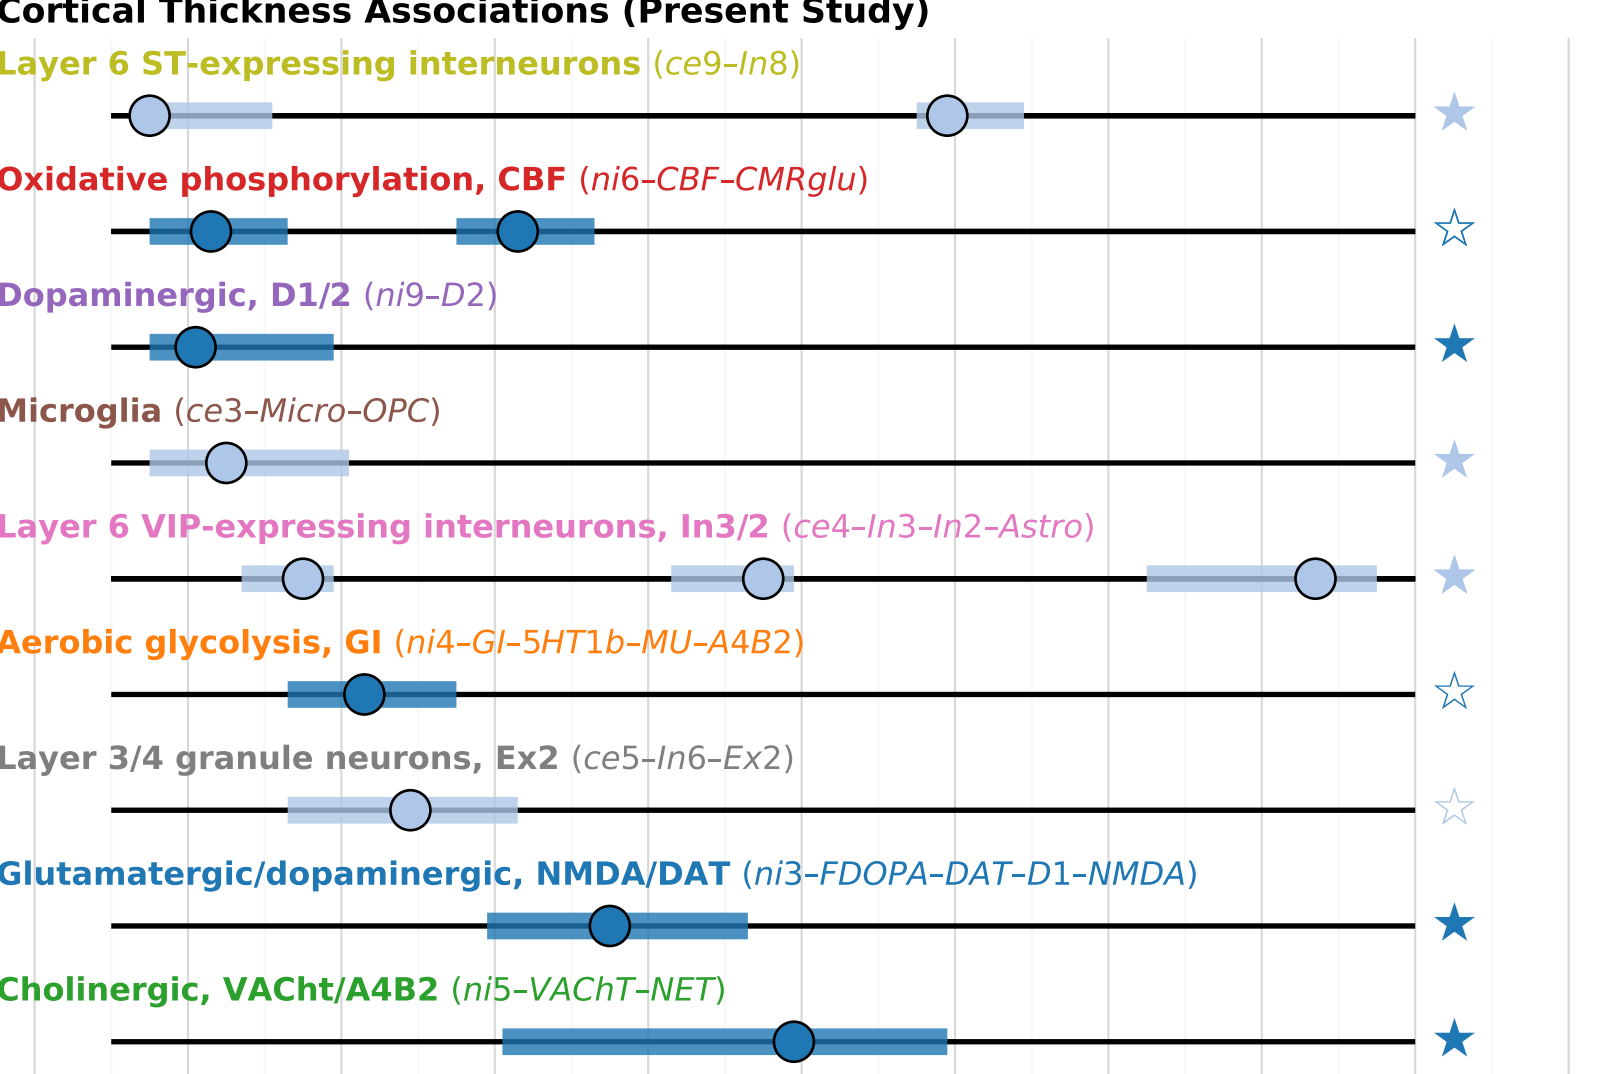 Cortical Thickness Associations (Present Study)
Layer 6 ST-expressing interneurons (ce9–In8)
Oxidative phosphorylation, CBF (ni6–CBF–CMRglu)
Dopaminergic, D1/2 (ni9–D2)
Microglia (ce3–Micro–OPC)
Layer 6 VIP-expressing interneurons, In3/2 (ce4–In3–In2–Astro)
Aerobic glycolysis, GI (ni4–GI–5HT1b–MU–A4B2)
Layer 3/4 granule neurons, Ex2 (ce5–In6–Ex2)
Glutamatergic/dopaminergic, NMDA/DAT (ni3–FDOPA–DAT–D1–NMDA)
Cholinergic, VACht/A4B2 (ni5–VAChT–NET)